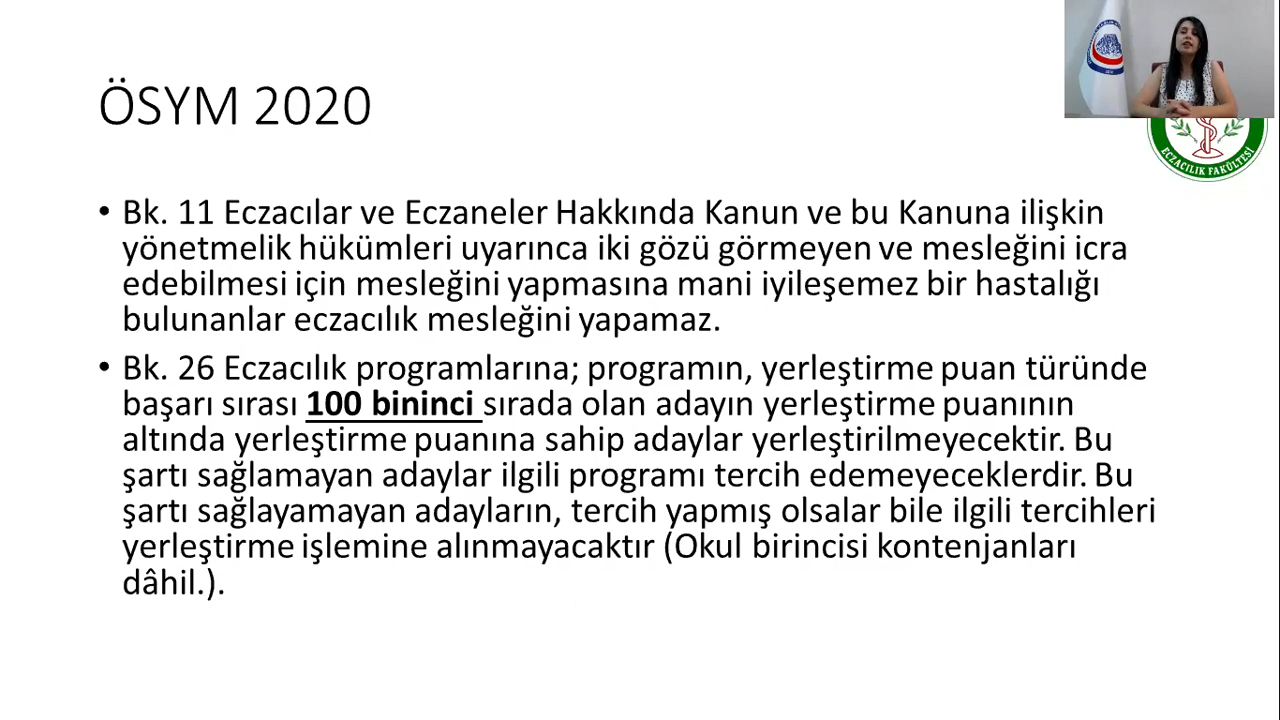 ÖSYM 2020
• Bk. 11 Eczacılar ve Eczaneler Hakkında Kanun ve bu Kanuna ilişkin
yönetmelik hükümleri uyarınca iki gözü görmeyen ve mesleğini icra
edebilmesi için mesleğini yapmasına mani iyileşemez bir hastalığı
bulunanlar eczacılık mesleğini yapamaz.
• Bk. 26 Eczacılık programlarına; programın, yerleştirme puan türünde
başarı sırası 100 bininci sırada olan adayın yerleştirme puanının
altında yerleştirme puanına sahip adaylar yerleştirilmeyecektir. Bu
şartı sağlamayan adaylar ilgili programı tercih edemeyeceklerdir. Bu
şartı sağlayamayan adayların, tercih yapmış olsalar bile ilgili tercihleri
yerleştirme işlemine alınmayacaktır (Okul birincisi kontenjanları
dâhil.).
ECZACILIK FAKÜLTESİ